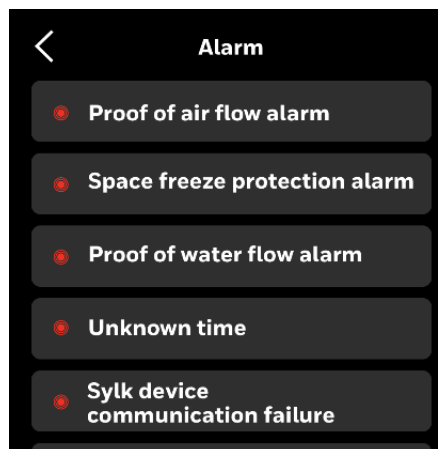 Alarm
Proof of air flow alarm
Space freeze protection alarm
Proof of water flow alarm
Unknown time
Sylk device
communication failure